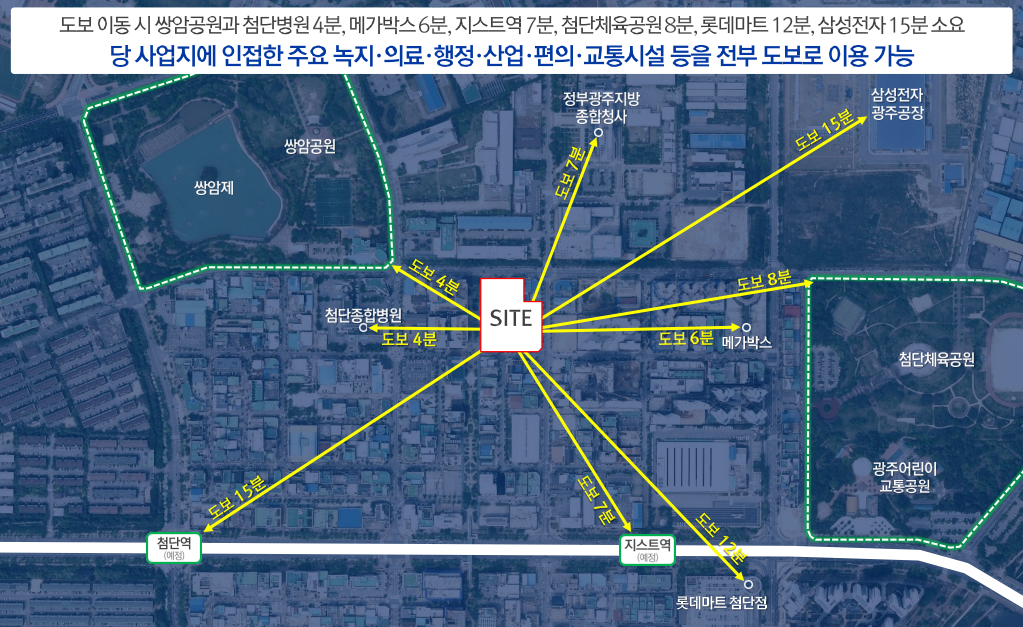 도보 이동 시 쌍암공원과 첨단병원 4분, 메가박스 6분, 지스트역 7분, 첨단체육공원 8분, 롯데마트 12분, 삼성전자 15분 소요
당 사업지에 인접한 주요 녹지·의료·행정·산업·편의·교통시설 등을 전부 도보로 이용 가능
정부광주지방
종합청사
삼성전자
광주공장
도보 15분
쌍암공원
도보 7분
쌍암제
도보 4분
도보 8분
첨단종합병원
SITE
도보 4분
도보 6분
메가박스
첨단체육공원
광주어린이
교통공원
도보 15분
도보 7분
도보 12분
첨단역
(예정)
지스트역
(예정)
롯데마트 첨단점